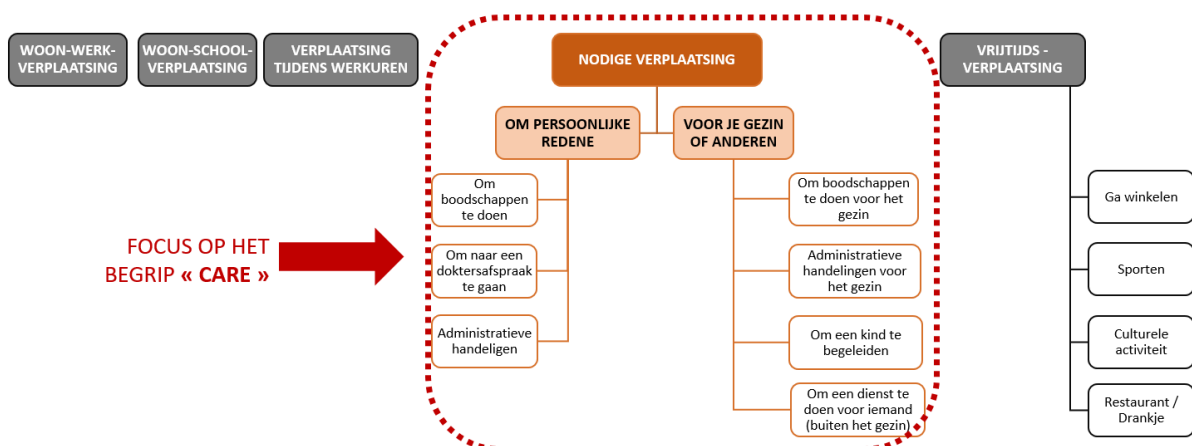 WOON-WERK-
VERPLAATSING
WOON-SCHOOL-
VERPLAATSING
VERPLAATSING
TIJDENS WERKUREN
NODIGE VERPLAATSING
VRIJTIJDS -
VERPLAATSING
OM PERSOONLIJKE
REDENE
VOOR JE GEZIN
OF ANDEREN
Om
boodschappen
te doen
Om naar een
doktersafspraak
te gaan
Administratieve
handeligen
Om boodschappen
te doen voor het
gezin
Administratieve
handelingen voor
het gezin
Om een kind te
begeleiden
Om een dienst te
doen voor iemand
(buiten het gezin)
Ga winkelen
Sporten
Culturele
activiteit
Restaurant /
Drankje
FOCUS OP HET
BEGRIP « CARE »